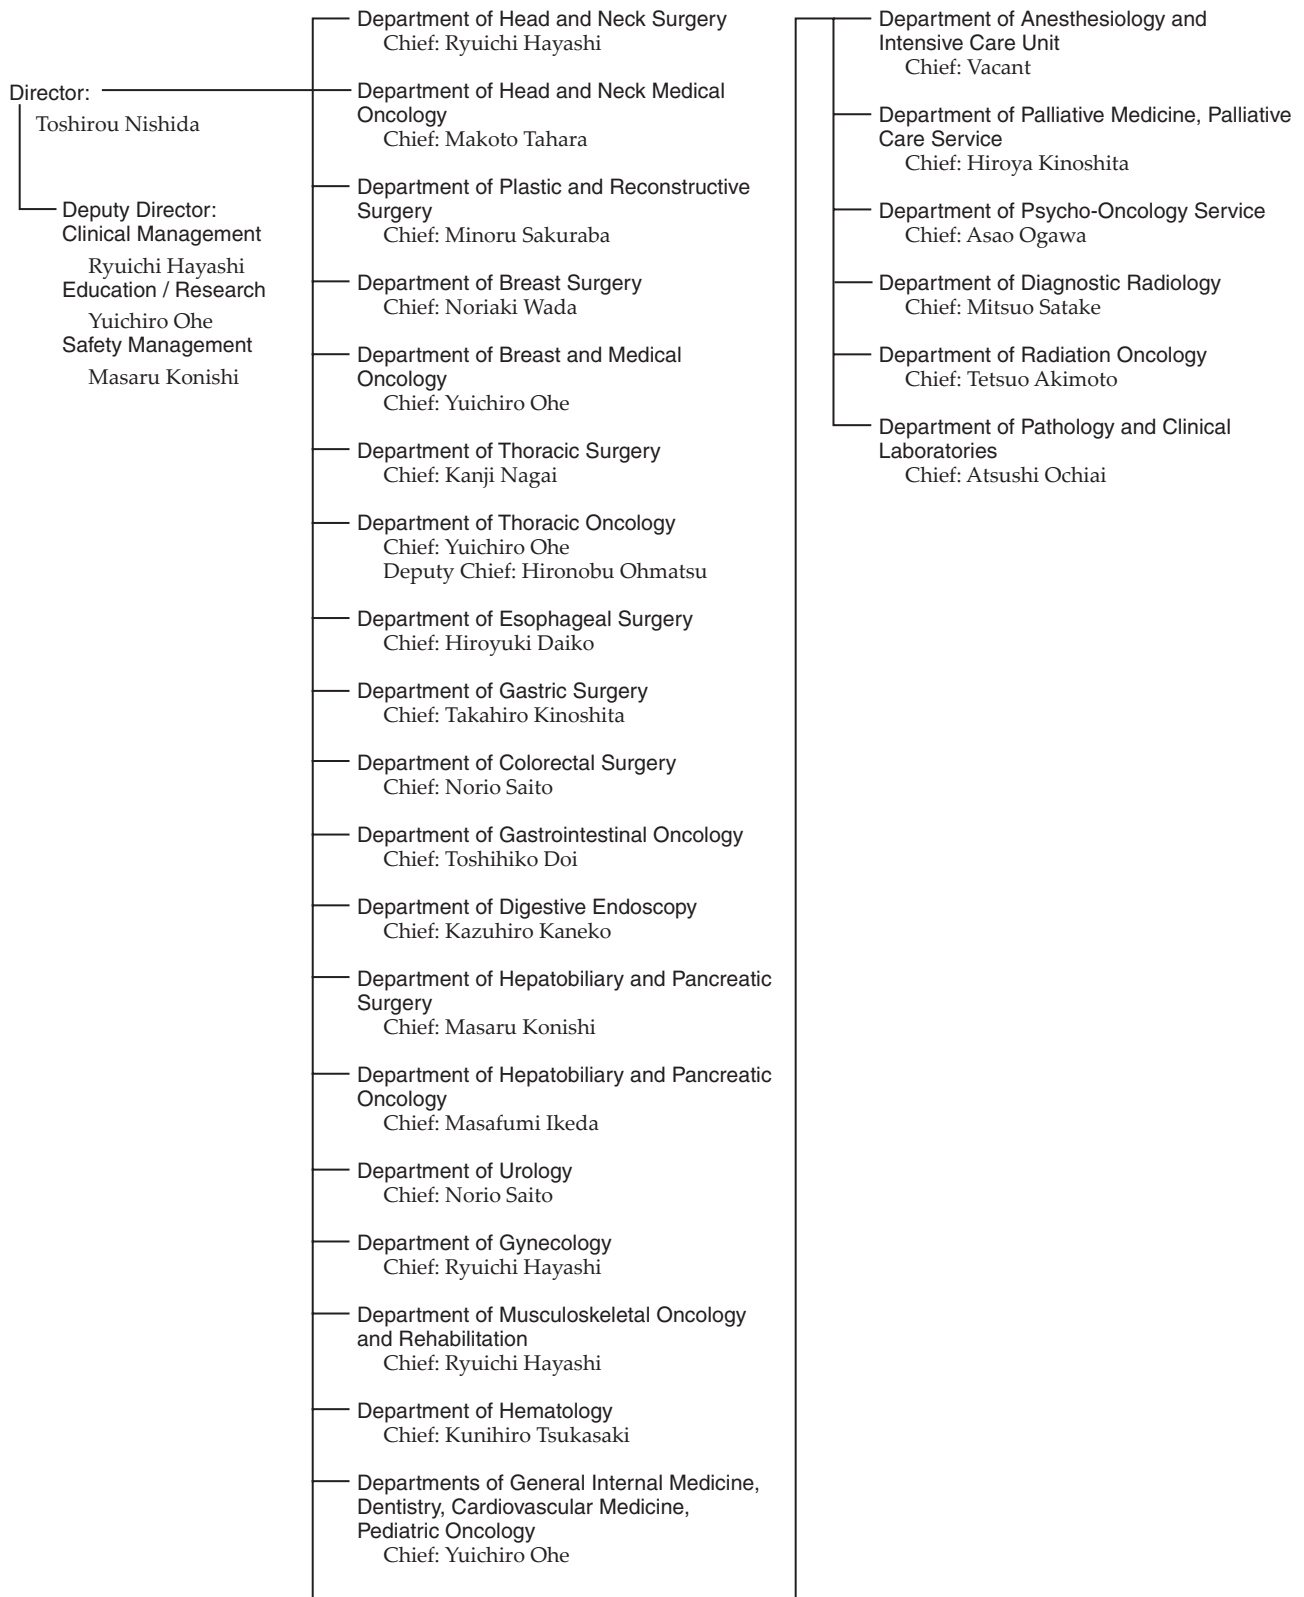 Director:
Toshirou Nishida
Deputy Director:
Clinical Management
Ryuichi Hayashi
Education / Research
Yuichiro Ohe
Safety Management
Masaru Konishi
Department of Head and Neck Surgery
Chief: Ryuichi Hayashi
Department of Head and Neck Medical
Oncology
Chief: Makoto Tahara
Department of Plastic and Reconstructive
Surgery
Chief: Minoru Sakuraba
Department of Breast Surgery
Chief: Noriaki Wada
Department of Breast and Medical
Oncology
Chief: Yuichiro Ohe
Department of Thoracic Surgery
Chief: Kanji Nagai
Department of Thoracic Oncology
Chief: Yuichiro Ohe
Deputy Chief: Hironobu Ohmatsu
Department of Esophageal Surgery
Chief: Hiroyuki Daiko
Department of Gastric Surgery
Chief: Takahiro Kinoshita
Department of Colorectal Surgery
Chief: Norio Saito
Department of Gastrointestinal Oncology
Chief: Toshihiko Doi
Department of Digestive Endoscopy
Chief: Kazuhiro Kaneko
Department of Hepatobiliary and Pancreatic
Surgery
Chief: Masaru Konishi
Department of Hepatobiliary and Pancreatic
Oncology
Chief: Masafumi Ikeda
Department of Urology
Chief: Norio Saito
Department of Gynecology
Chief: Ryuichi Hayashi
Department of Musculoskeletal Oncology
and Rehabilitation
Chief: Ryuichi Hayashi
Department of Hematology
Chief: Kunihiro Tsukasaki
Departments of General Internal Medicine,
Dentistry, Cardiovascular Medicine,
Pediatric Oncology
Chief: Yuichiro Ohe
Department of Anesthesiology and
Intensive Care Unit
Chief: Vacant
Department of Palliative Medicine, Palliative
Care Service
Chief: Hiroya Kinoshita
Department of Psycho-Oncology Service
Chief: Asao Ogawa
Department of Diagnostic Radiology
Chief: Mitsuo Satake
Department of Radiation Oncology
Chief: Tetsuo Akimoto
Department of Pathology and Clinical
Laboratories
Chief: Atsushi Ochiai